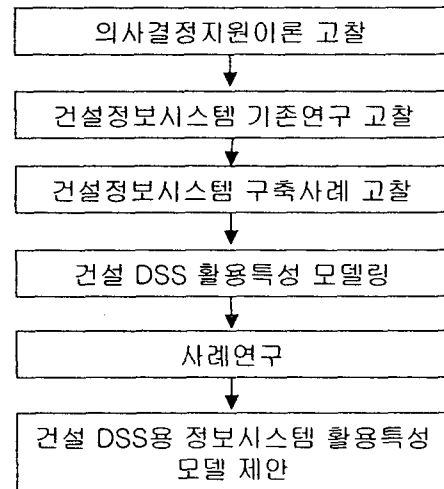 의사결정지원이론 고찰
건설정보시스템 기존연구 고찰
건설정보시스템 구축사례 고찰
건설 DSS 활용특성 모델링
사례연구
건설 DSS용 정보시스템 활용특성
모델 제안